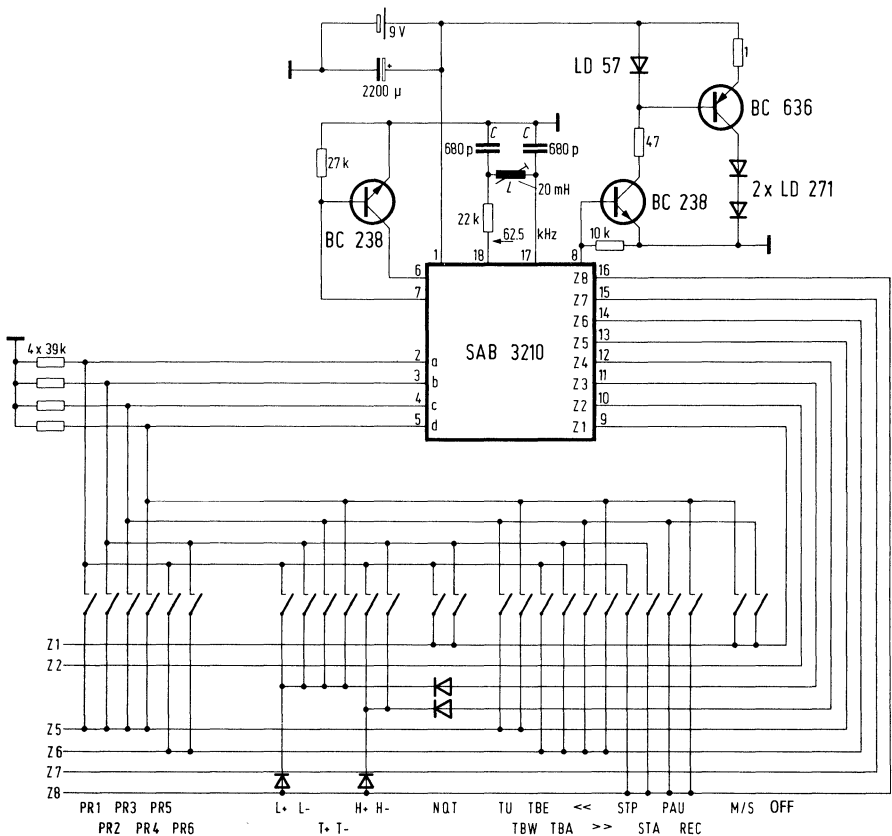 9 V
1
LD 57
2200 µ
+
BC 636
C
C
680 p
680 p
47
27 k
L
20 mH
2 x LD 271
BC 238
22 k
62.5 kHz
BC 238
10 k
1
18
17
8
6
7
Z8 16
Z7 15
Z6 14
Z5 13
SAB 3210
4 x 39k
2 a
Z4 12
3 b
Z3 11
4 c
Z2 10
5 d
Z1 9
Z1
Z2
Z5
Z6
Z7
Z8
PR1 PR3 PR5 L+ L- H+ H- NQT TU TBE << STP PAU M/S OFF
PR2 PR4 PR6 T+ T- TBW TBA >> STA REC